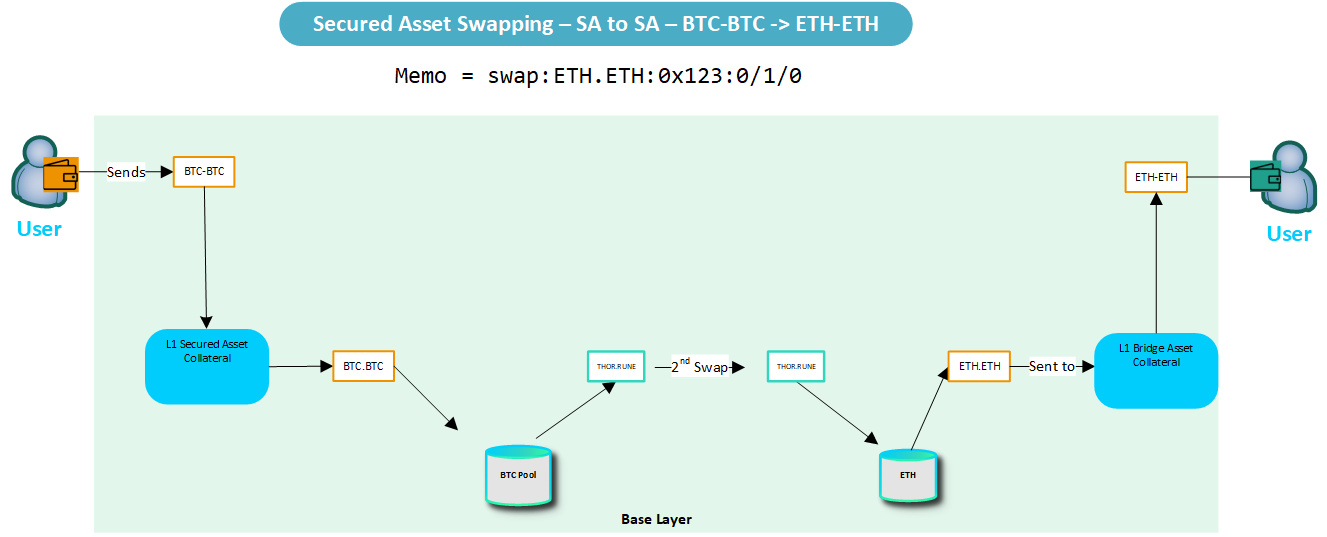 Secured Asset Swapping – SA to SA – BTC-BTC -> ETH-ETH
Memo = swap:ETH.ETH:0x123:0/1/0
User
Sends
BTC-BTC
L1 Secured Asset
Collateral
BTC.BTC
BTC Pool
THOR.RUNE
2nd Swap
THOR.RUNE
ETH
ETH.ETH
Sent to
L1 Bridge Asset
Collateral
ETH-ETH
User
Base Layer